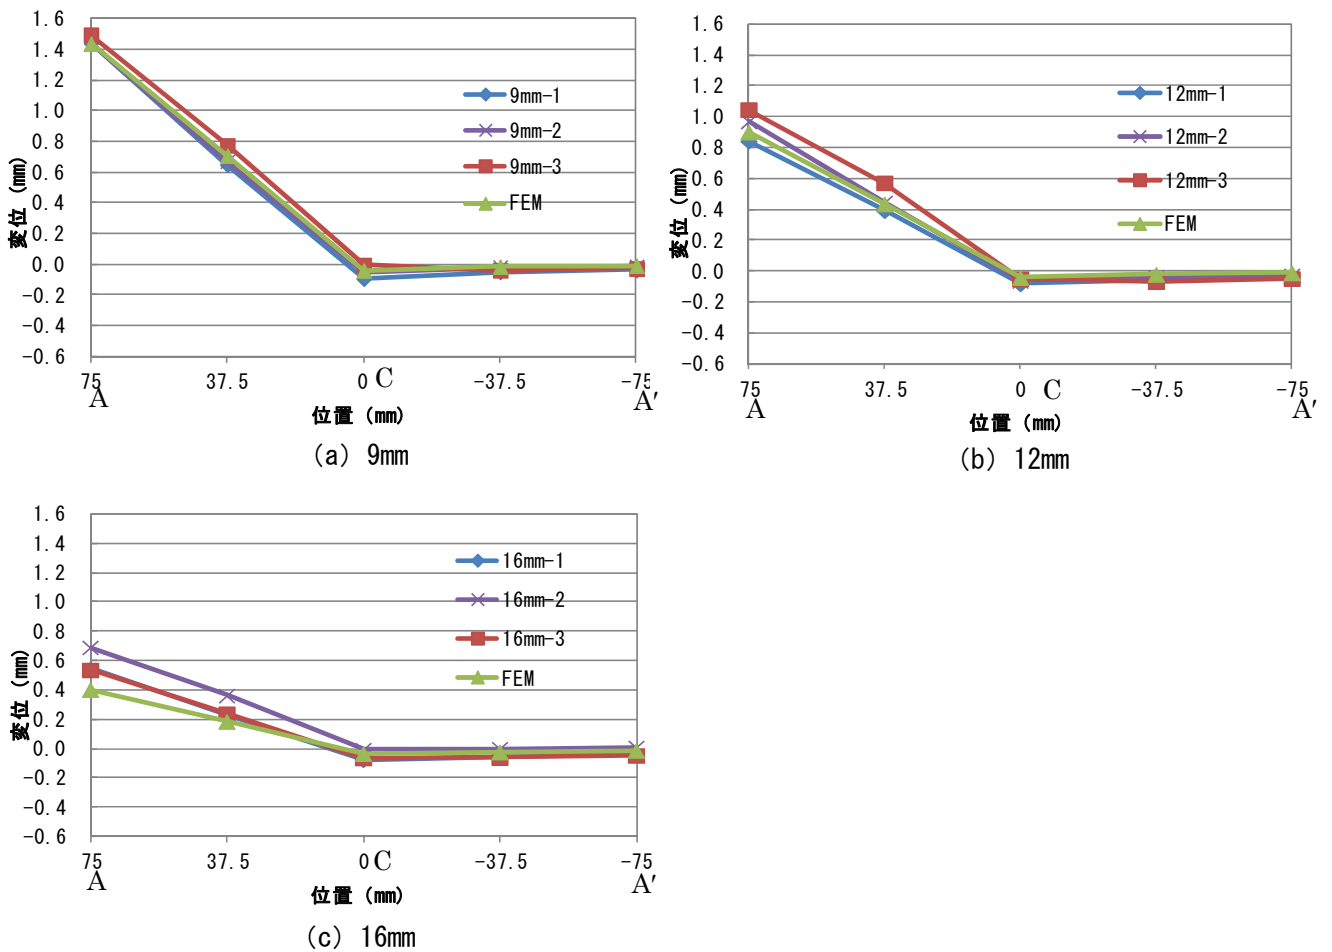 1.6
1.4
1.2
1.0
0.8
0.6
0.4
0.2
0.0
-0.2
-0.4
-0.6
変位 (mm)
9mm-1
9mm-2
9mm-3
FEM
75 37.5 0 C -37.5 -75
A A′
位置 (mm)
(a) 9mm
1.6
1.4
1.2
1.0
0.8
0.6
0.4
0.2
0.0
-0.2
-0.4
-0.6
変位 (mm)
12mm-1
12mm-2
12mm-3
FEM
75 37.5 0 C -37.5 -75
A A′
位置 (mm)
(b) 12mm
1.6
1.4
1.2
1.0
0.8
0.6
0.4
0.2
0.0
-0.2
-0.4
-0.6
変位 (mm)
16mm-1
16mm-2
16mm-3
FEM
75 37.5 0 C -37.5 -75
A A′
位置 (mm)
(c) 16mm